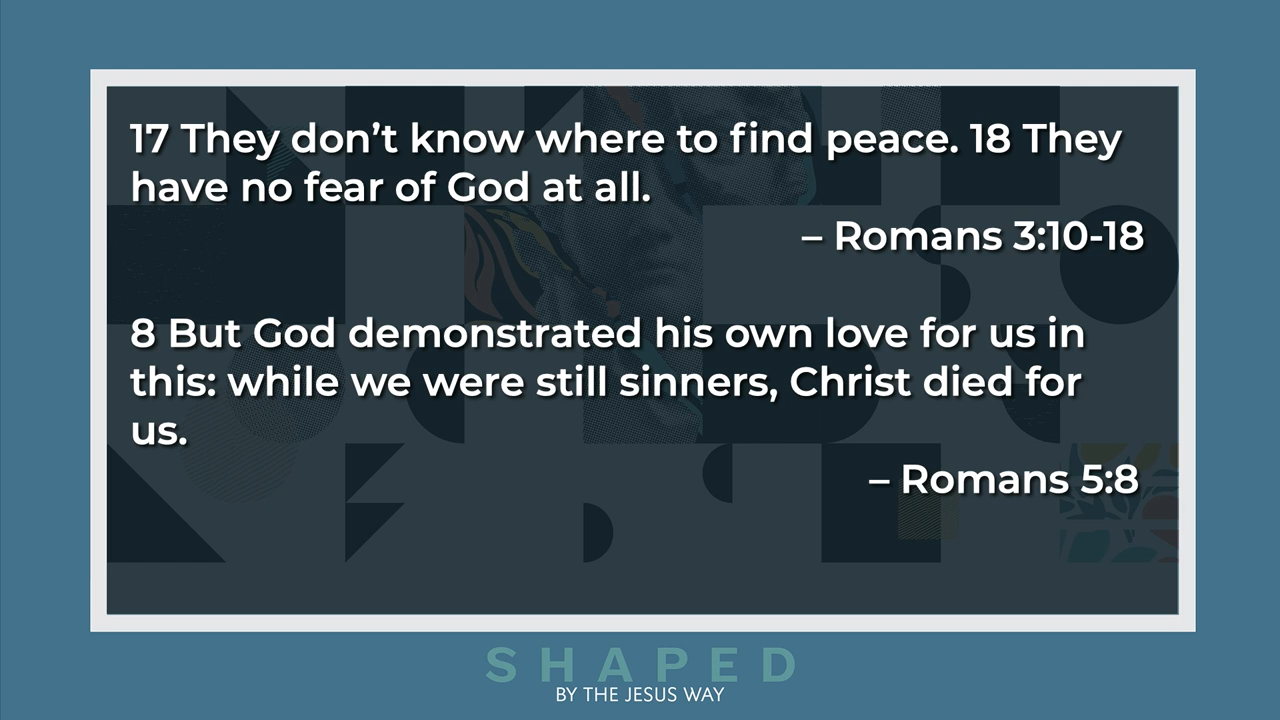 17 They don’t know where to find peace. 18 They
have no fear of God at all.
– Romans 3:10-18
8 But God demonstrated his own love for us in
this: while we were still sinners, Christ died for
us.
– Romans 5:8
SHAPED
BY THE JESUS WAY